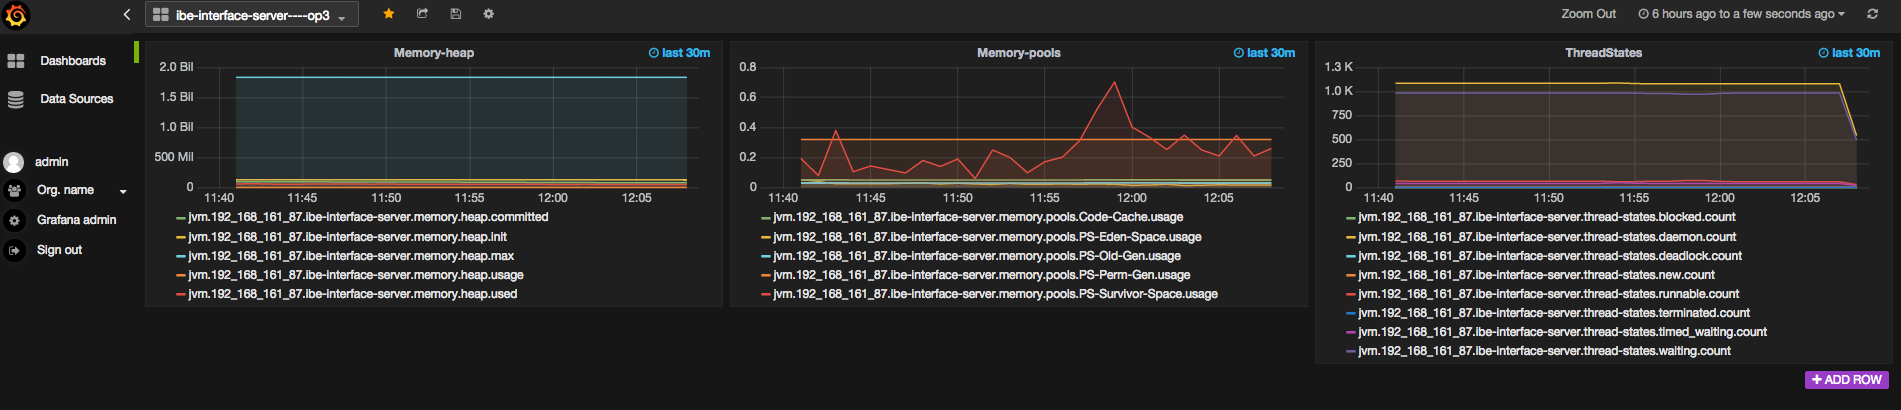 ibe-interface-server----op3
Zoom Out
6 hours ago to a few seconds ago
Dashboards
Data Sources
admin
Org. name
Grafana admin
Sign out
Memory-heap
last 30m
2.0 Bil
1.5 Bil
1.0 Bil
500 Mil
0
11:40 11:45 11:50 11:55 12:00 12:05
jvm.192_168_161_87.ibe-interface-server.memory.heap.committed
jvm.192_168_161_87.ibe-interface-server.memory.heap.init
jvm.192_168_161_87.ibe-interface-server.memory.heap.max
jvm.192_168_161_87.ibe-interface-server.memory.heap.usage
jvm.192_168_161_87.ibe-interface-server.memory.heap.used
Memory-pools
last 30m
0.8
0.6
0.4
0.2
0
11:40 11:45 11:50 11:55 12:00 12:05
jvm.192_168_161_87.ibe-interface-server.memory.pools.Code-Cache.usage
jvm.192_168_161_87.ibe-interface-server.memory.pools.PS-Eden-Space.usage
jvm.192_168_161_87.ibe-interface-server.memory.pools.PS-Old-Gen.usage
jvm.192_168_161_87.ibe-interface-server.memory.pools.PS-Perm-Gen.usage
jvm.192_168_161_87.ibe-interface-server.memory.pools.PS-Survivor-Space.usage
ThreadStates
last 30m
1.3 K
1.0 K
750
500
250
0
11:40 11:45 11:50 11:55 12:00 12:05
jvm.192_168_161_87.ibe-interface-server.thread-states.blocked.count
jvm.192_168_161_87.ibe-interface-server.thread-states.daemon.count
jvm.192_168_161_87.ibe-interface-server.thread-states.deadlock.count
jvm.192_168_161_87.ibe-interface-server.thread-states.new.count
jvm.192_168_161_87.ibe-interface-server.thread-states.runnable.count
jvm.192_168_161_87.ibe-interface-server.thread-states.terminated.count
jvm.192_168_161_87.ibe-interface-server.thread-states.timed_waiting.count
jvm.192_168_161_87.ibe-interface-server.thread-states.waiting.count
+ ADD ROW